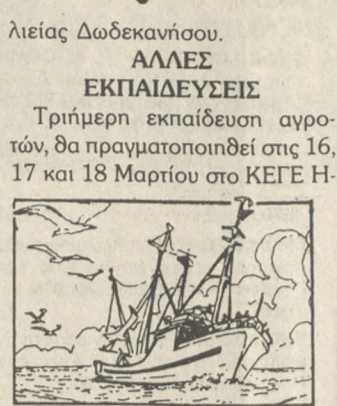 λιείας Δωδεκανήσου.
ΑΛΛΕΣ
ΕΚΠΑΙΔΕΥΣΕΙΣ
Τριήμερη εκπαίδευση αγρο-
τών, θα πραγματοποιηθεί στις 16,
17 και 18 Μαρτίου στο ΚΕΓΕ Η-